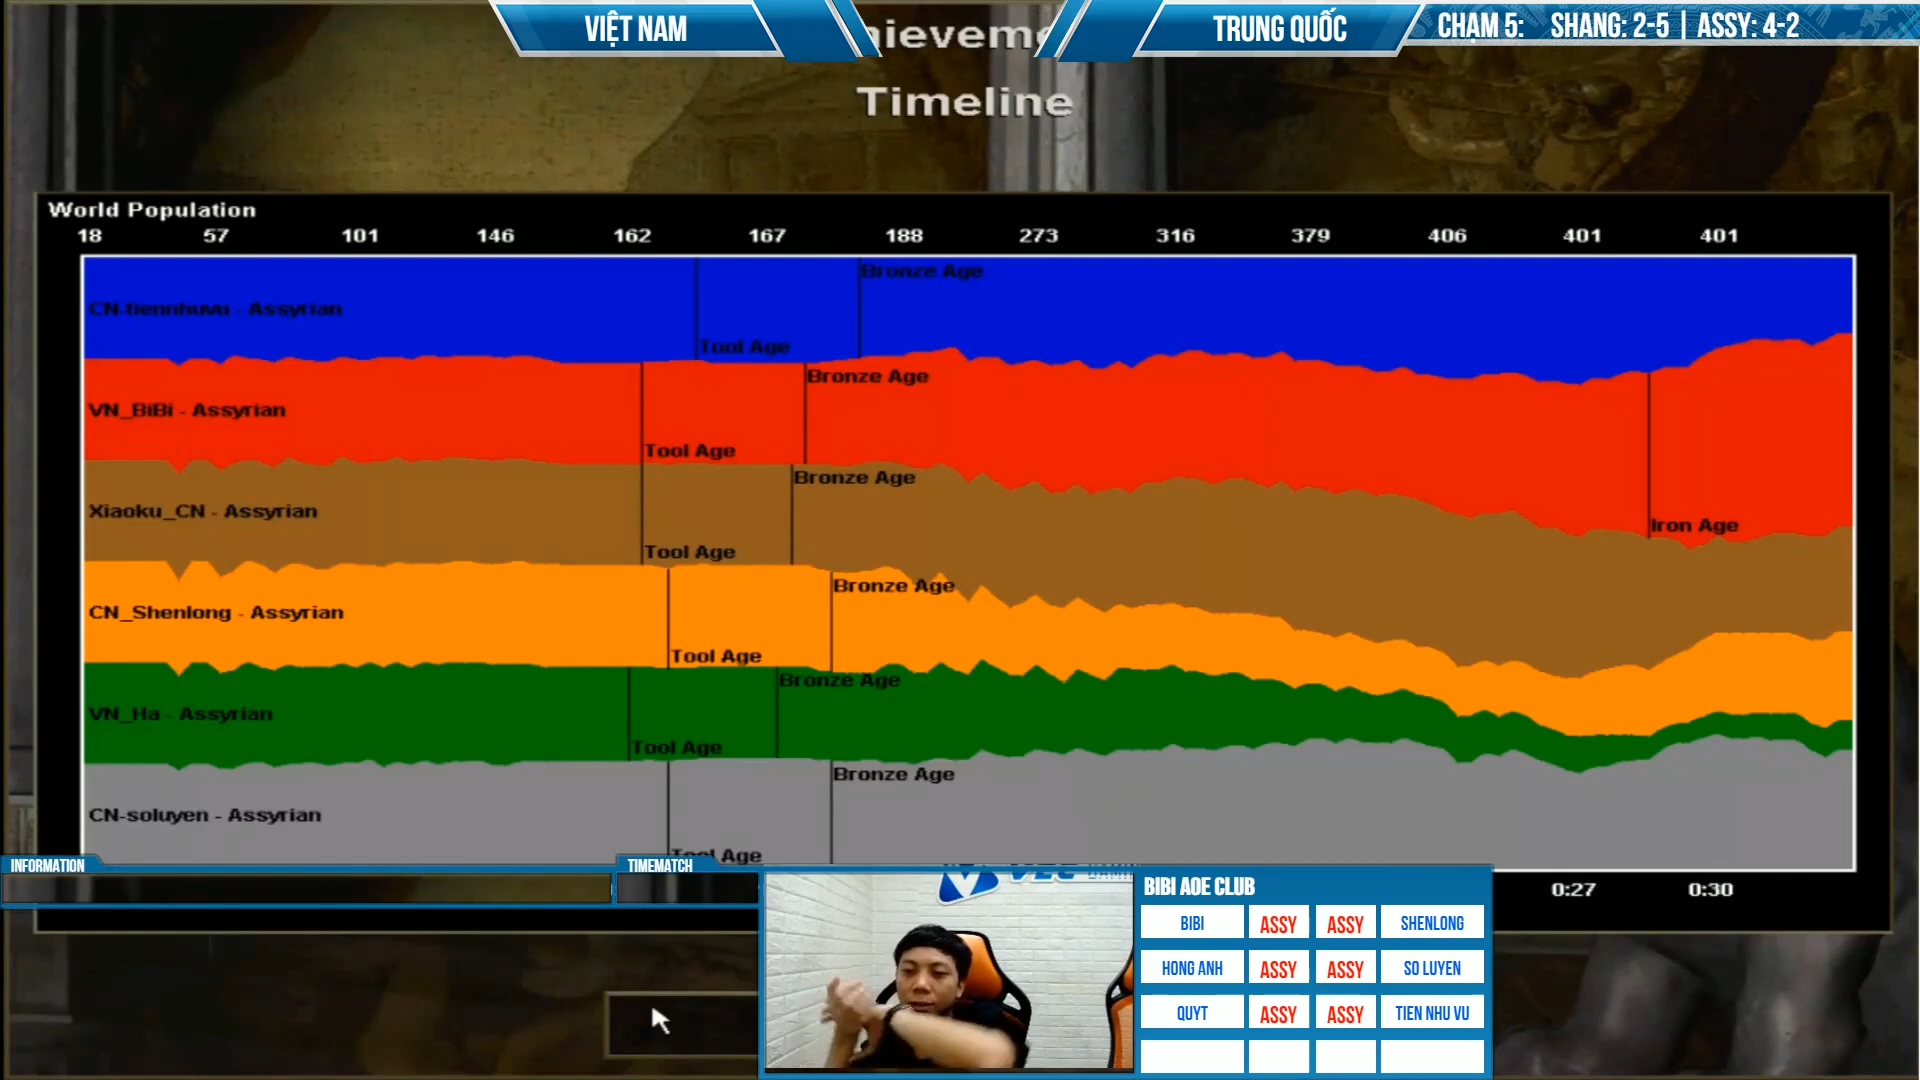 VIỆT NAM
TRUNG QUỐC
CHẠM 5: SHANG: 2-5 | ASSY: 4-2
Timeline
World Population
18 57 101 146 162 167 188 273 316 379 406 401 401
Bronze Age
CN-tiennhuvu - Assyrian
Tool Age
Bronze Age
VN_BiBi - Assyrian
Tool Age
Bronze Age
Xiaoku_CN - Assyrian
Iron Age
Tool Age
Bronze Age
CN_Shenlong - Assyrian
Tool Age
Bronze Age
VN_Ha - Assyrian
Tool Age
Bronze Age
CN-soluyen - Assyrian
Tool Age
INFORMATION
TIMEMATCH
0:27 0:30
BIBI AOE CLUB
BIBI ASSY ASSY SHENLONG
HONG ANH ASSY ASSY SO LUYEN
QUYT ASSY ASSY TIEN NHU VU